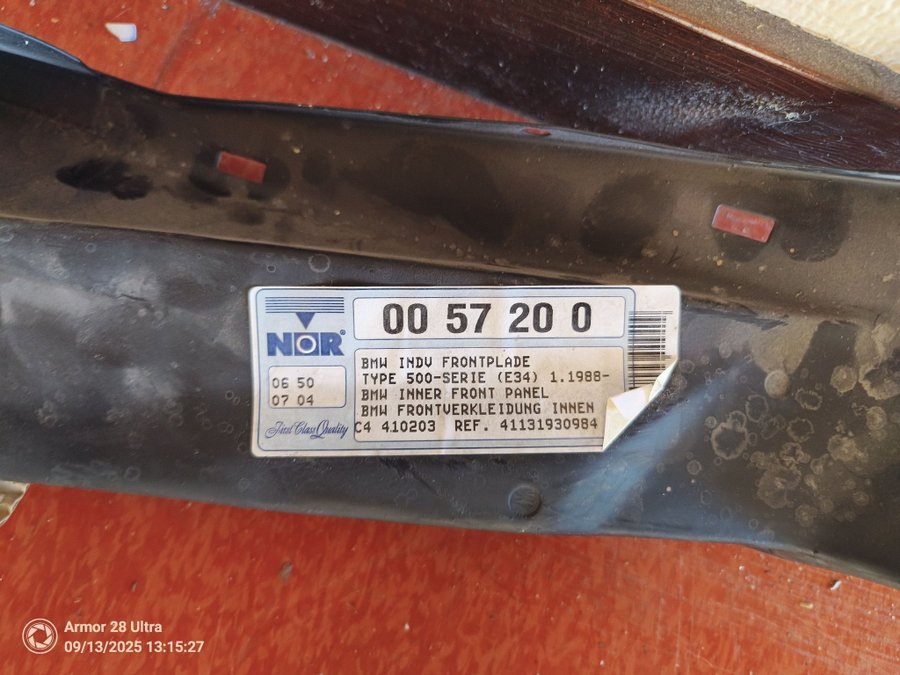 00 57 20 0
NOR®
BMW INDV FRONTPLADE
TYPE 500-SERIE (E34) 1.1988-
BMW INNER FRONT PANEL
BMW FRONTVERKLEIDUNG INNEN
C4 410203 REF. 41131930984
06 50
07 04
First Class Quality
Armor 28 Ultra
09/13/2025 13:15:27